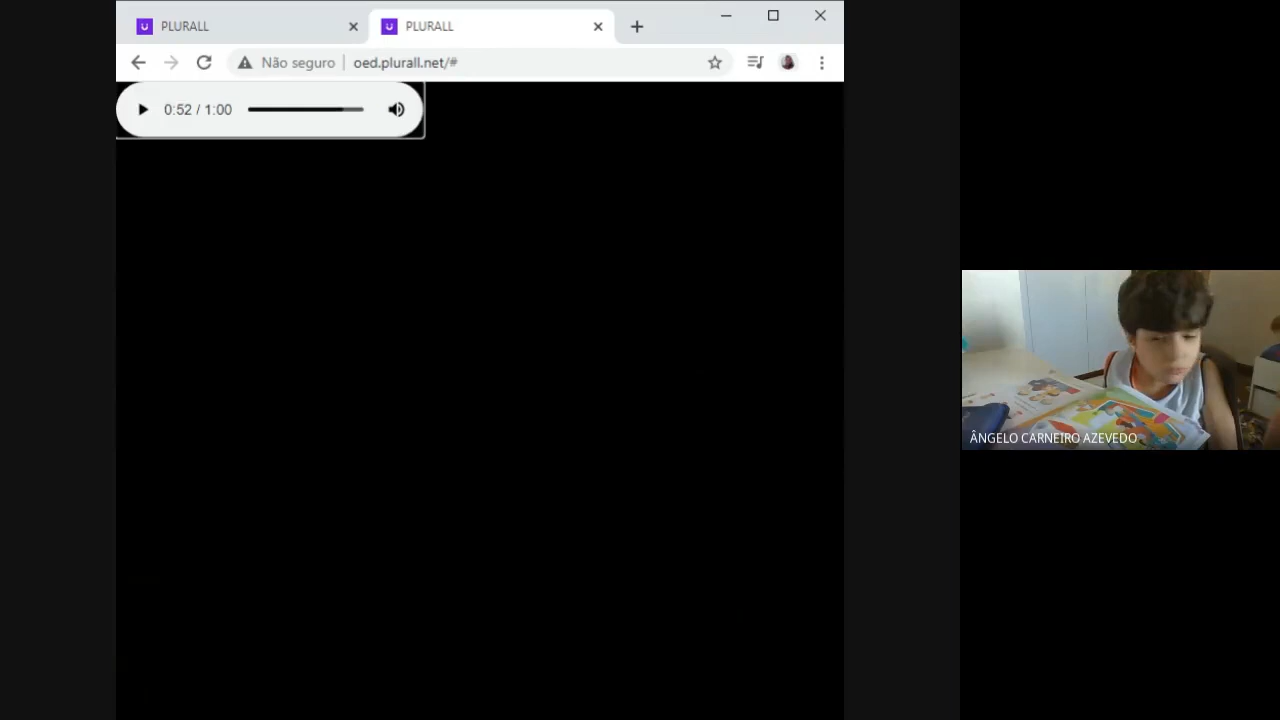 PLURALL
PLURALL
Não seguro
oed.plurall.net/#
0:52 / 1:00
ÂNGELO CARNEIRO AZEVEDO